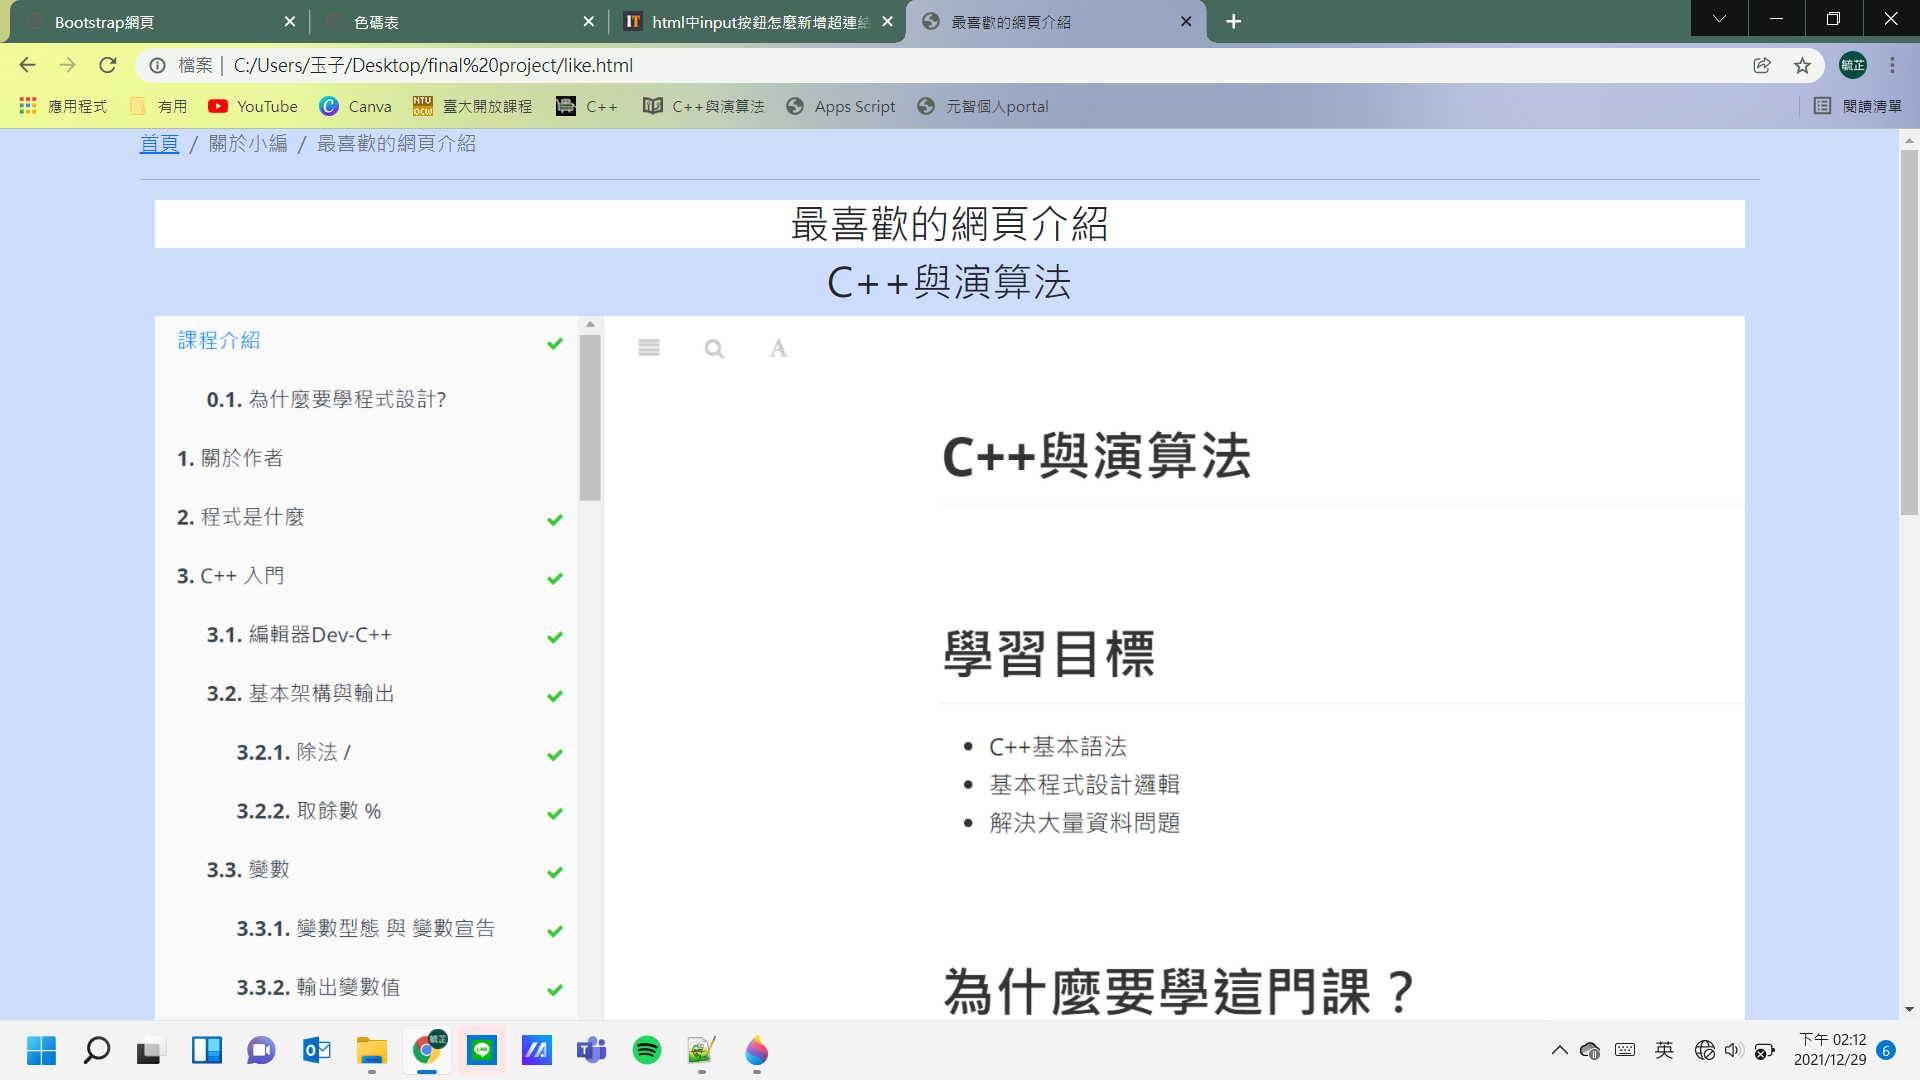 Bootstrap網頁
色碼表
html中input按鈕怎麼新增超連結
最喜歡的網頁介紹
檔案 | C:/Users/玉子/Desktop/final%20project/like.html
毓芷
應用程式 有用 YouTube Canva 臺大開放課程 C++ C++與演算法 Apps Script 元智個人portal 閱讀清單
首頁 / 關於小編 / 最喜歡的網頁介紹
最喜歡的網頁介紹
C++與演算法
課程介紹
0.1. 為什麼要學程式設計?
1. 關於作者
2. 程式是什麼
3. C++ 入門
3.1. 編輯器Dev-C++
3.2. 基本架構與輸出
3.2.1. 除法 /
3.2.2. 取餘數 %
3.3. 變數
3.3.1. 變數型態 與 變數宣告
3.3.2. 輸出變數值
A
C++與演算法
學習目標
C++基本語法
基本程式設計邏輯
解決大量資料問題
為什麼要學這門課？
英
下午 02:12
2021/12/29
6